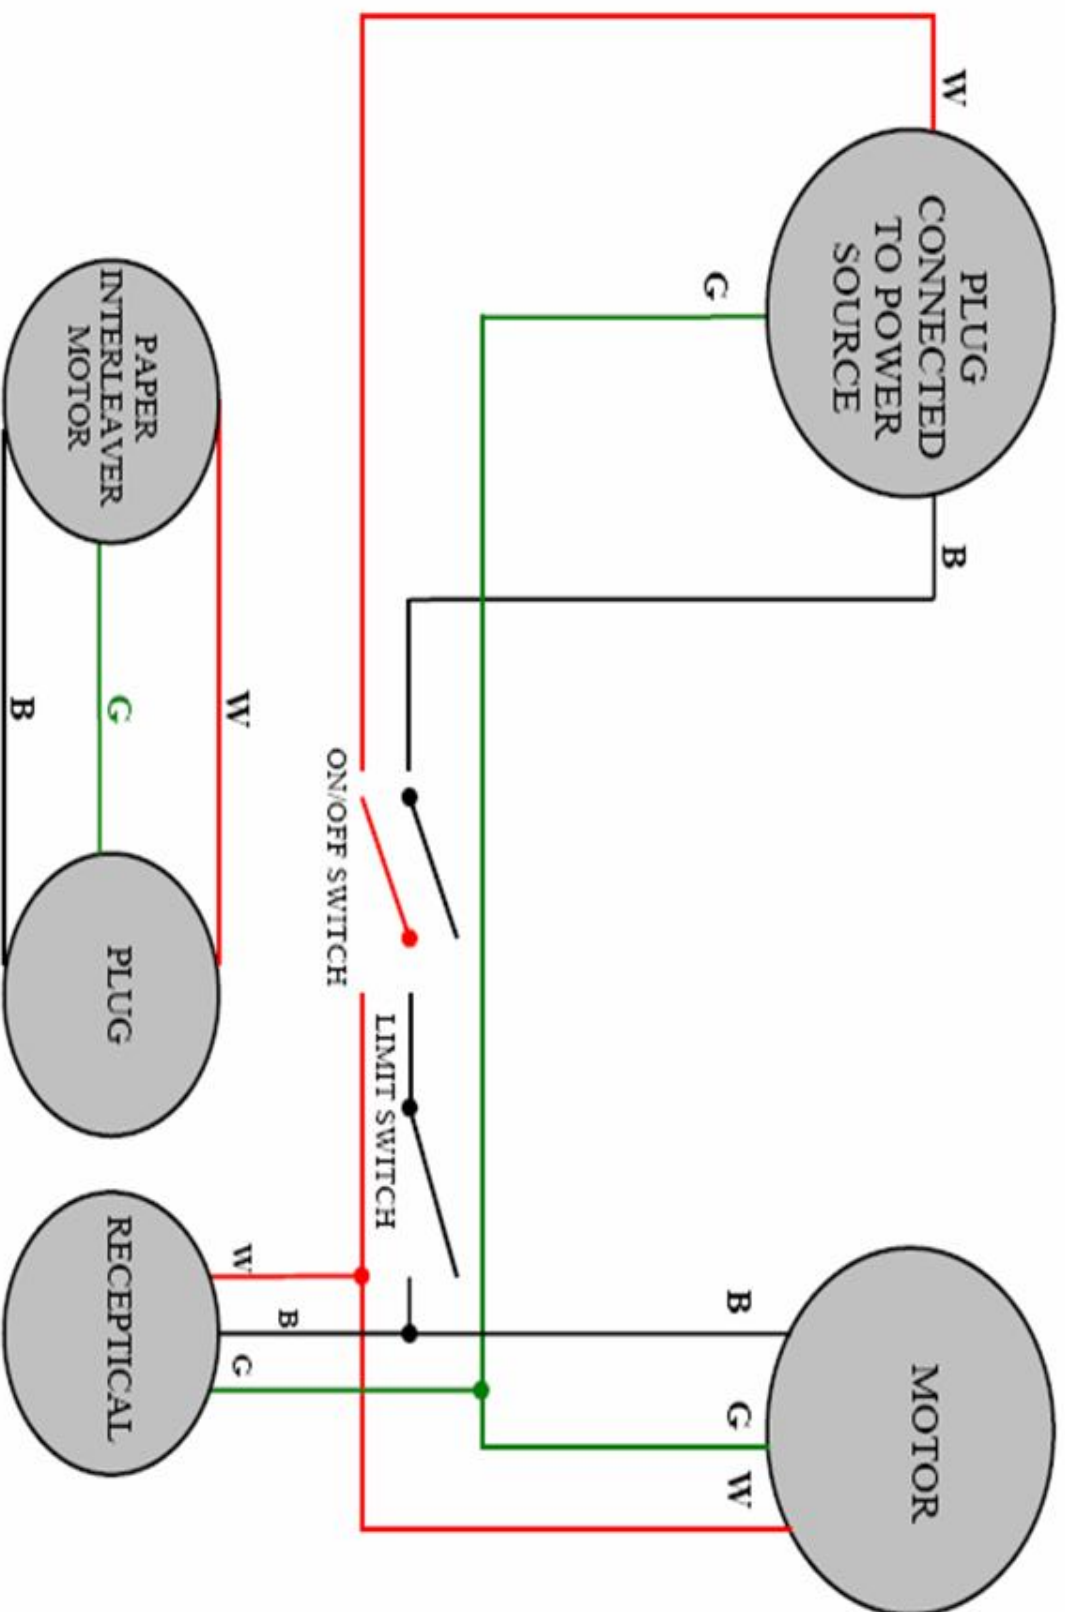 W
PLUG
CONNECTED
TO POWER
SOURCE
B
G
B
G
W
MOTOR
LIMIT SWITCH
ON/OFF SWITCH
W
B
G
RECEPTICAL
W
G
B
PAPER
INTERLEAVER
MOTOR
PLUG